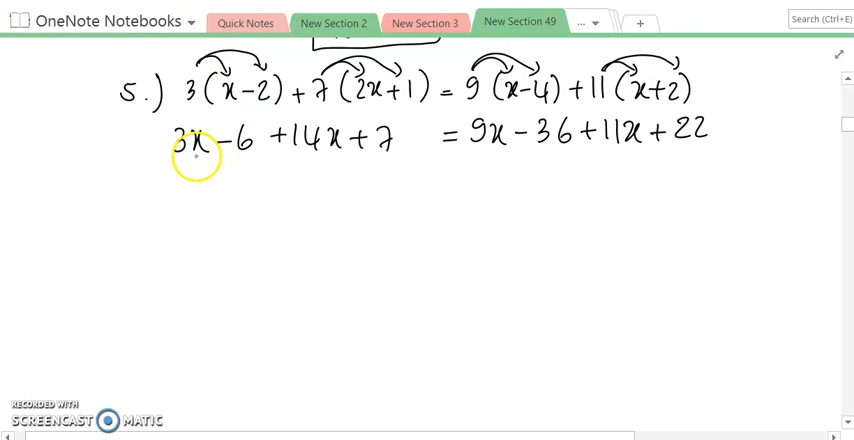 OneNote Notebooks
Quick Notes
New Section 2
New Section 3
New Section 49
...
+
Search (Ctrl+E)
5.) 3(x-2)+7(2x+1)=9(x-4)+11(x+2)
3x-6+14x+7=9x-36+11x+22
RECORDED WITH
SCREENCAST MATIC